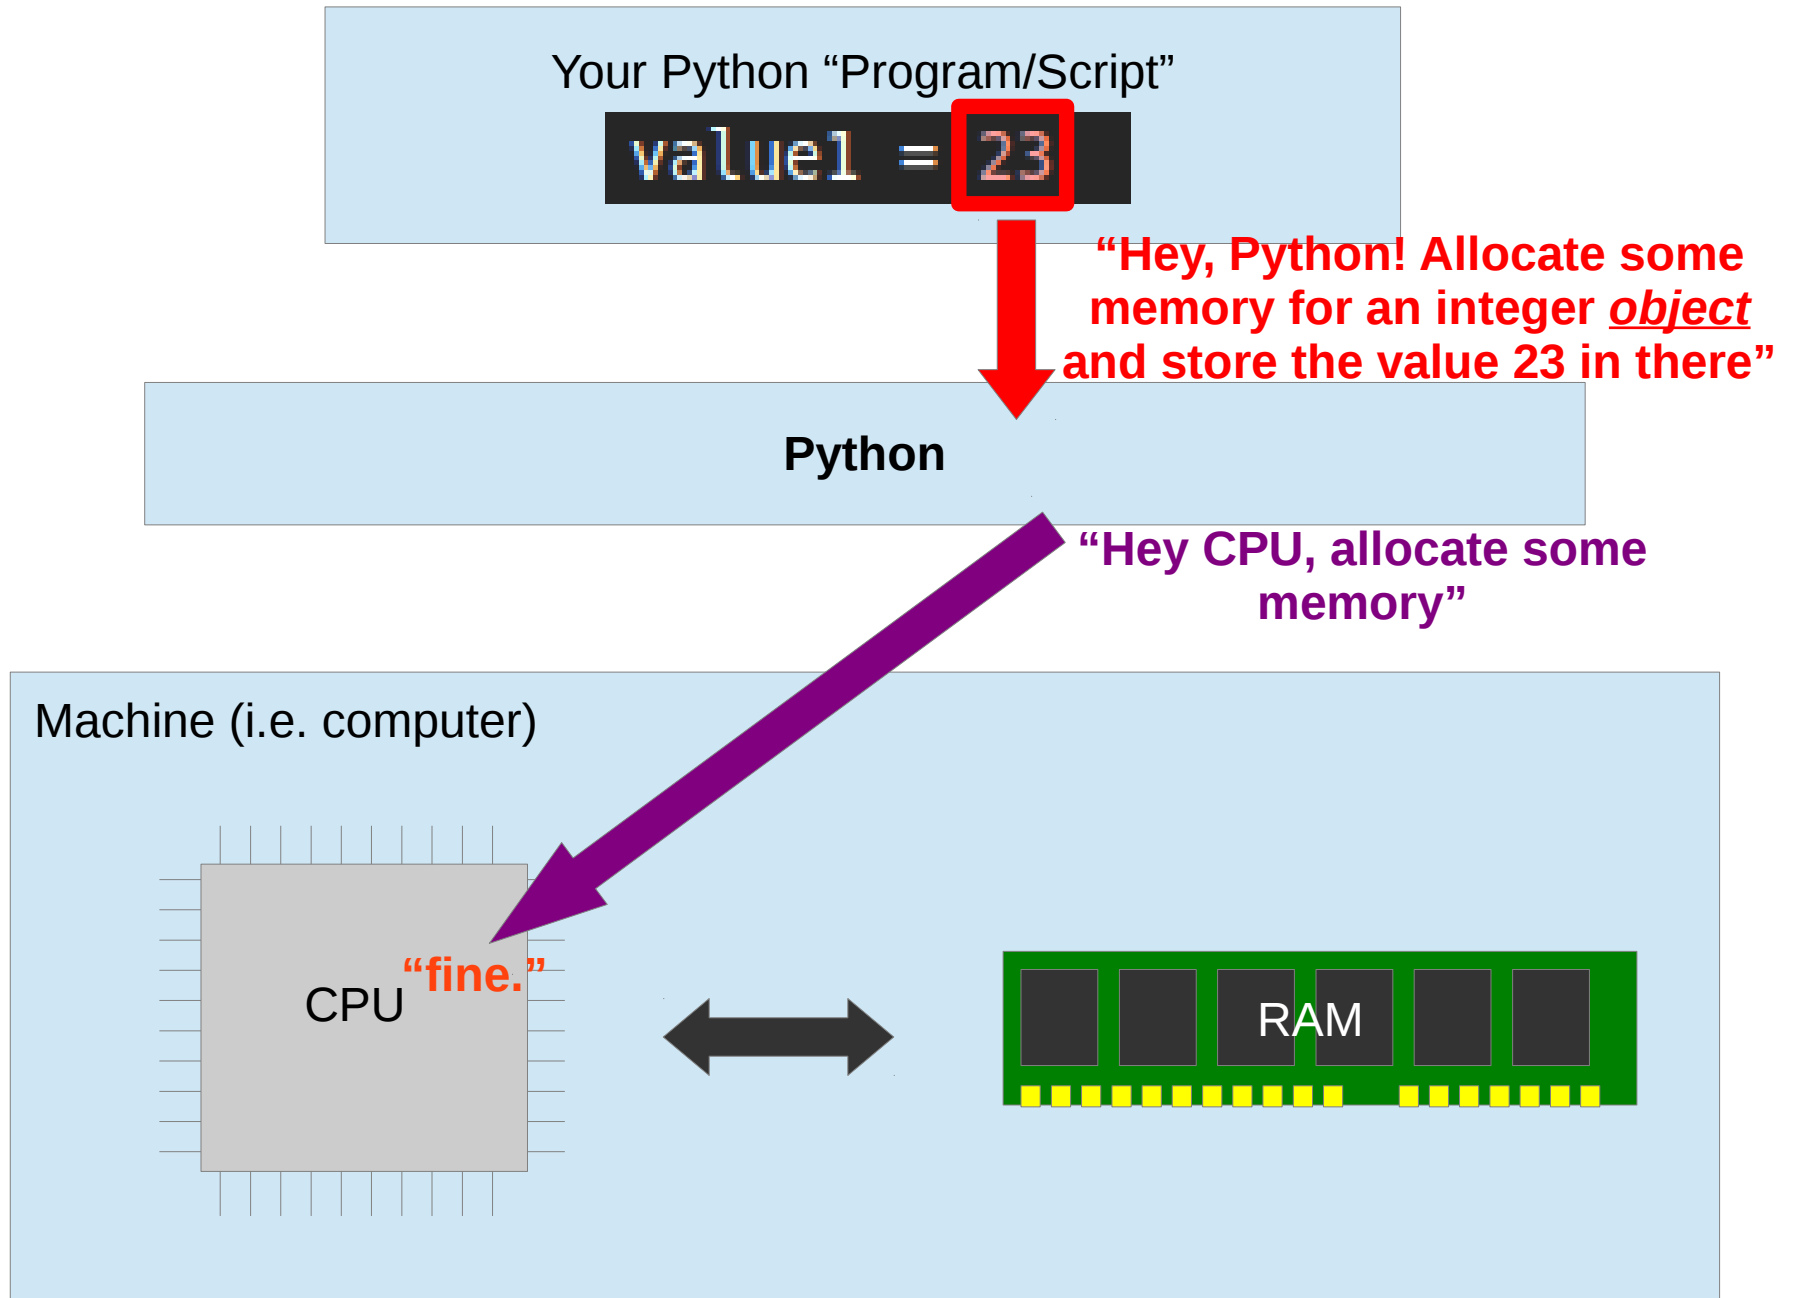 Your Python “Program/Script”
value1 = 23
“Hey, Python! Allocate some
memory for an integer object
and store the value 23 in there”
Python
“Hey CPU, allocate some
memory”
Machine (i.e. computer)
“fine.”
CPU
RAM